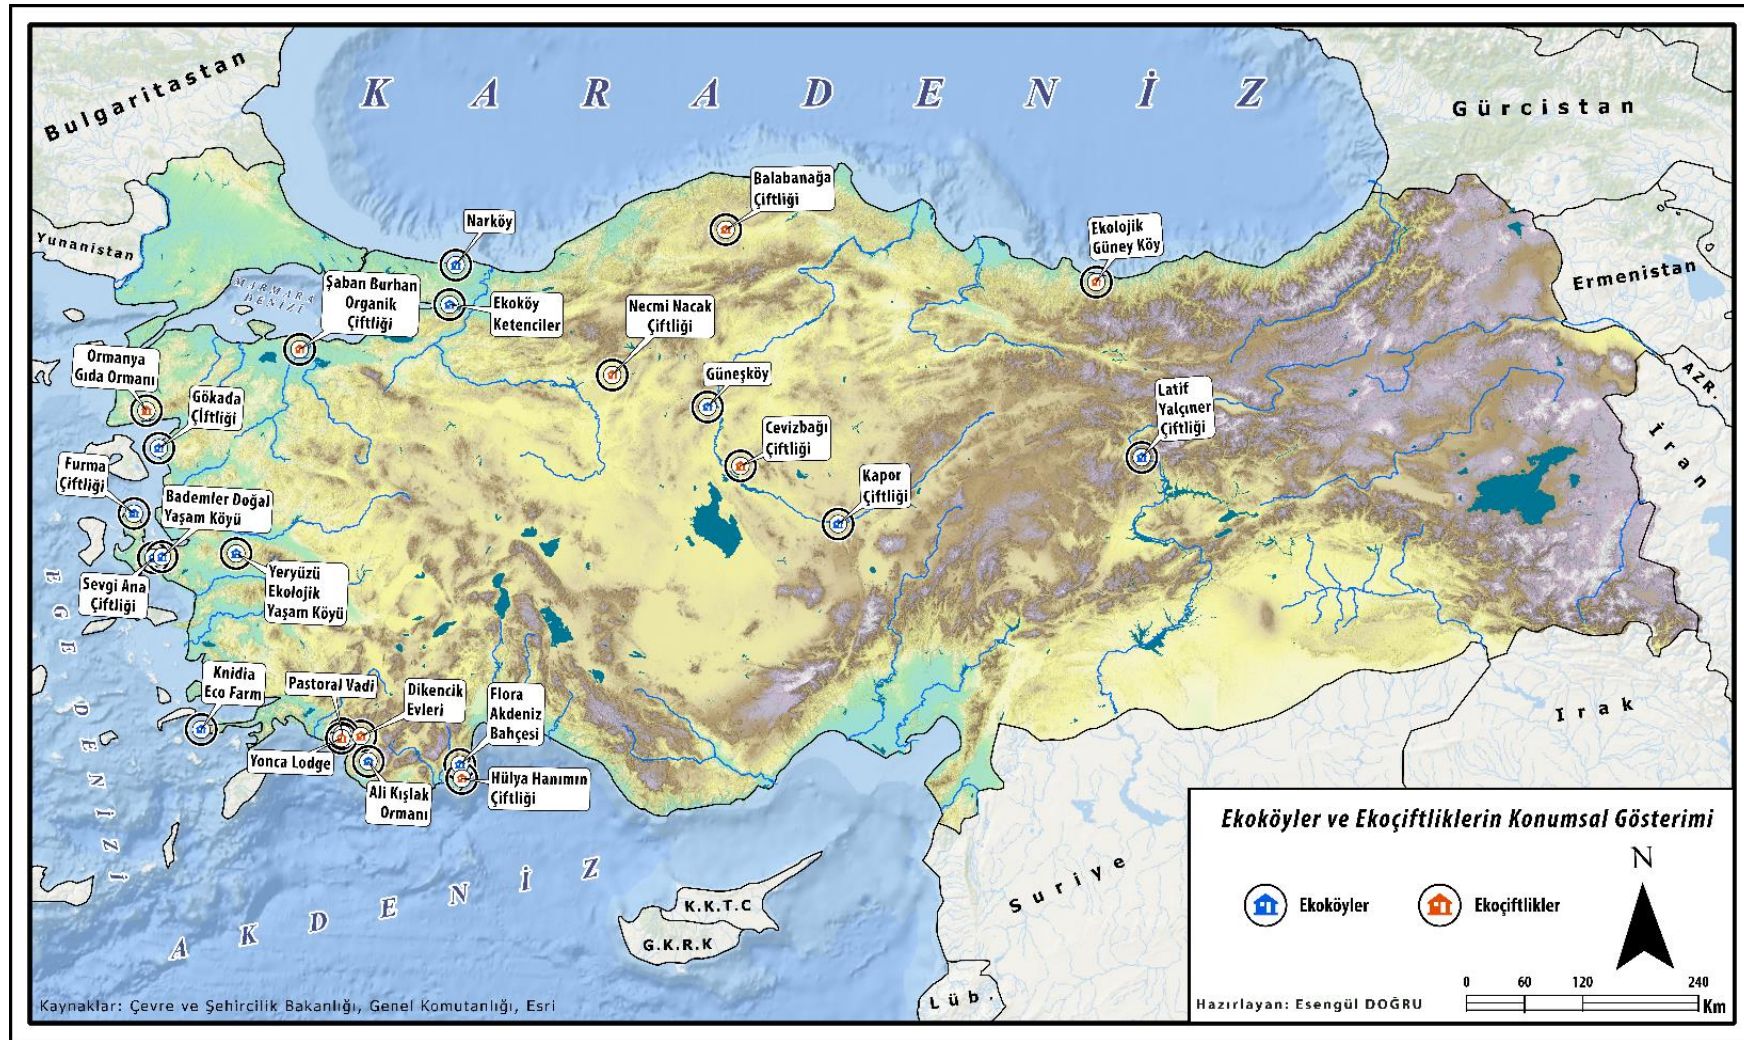 Bulgaristan
K A R A D E N İ Z
Gürcistan
Yunanistan
Ermenistan
AZR.
İran
Irak
Suriye
Lüb.
K.K.T.C
G.K.R.K
MARMARA
DENİZİ
EGE DENİZİ
AKDENİZ
Balabanağa
Çiftliği
Narköy
Ekolojik
Güney Köy
Şaban Burhan
Organik
Çiftliği
Ekoköy
Ketenciler
Necmi Nacak
Çiftliği
Ormanya
Gıda Ormanı
Gökada
Çİftliği
Güneşköy
Latif
Yalçıner
Çiftliği
Cevizbağı
Çiftliği
Kapor
Çiftliği
Furma
Çiftliği
Bademler Doğal
Yaşam Köyü
Sevgi Ana
Çiftliği
Yeryüzü
Ekolojik
Yaşam Köyü
Knidia
Eco Farm
Pastoral Vadi
Dikencik
Evleri
Flora
Akdeniz
Bahçesi
Yonca Lodge
Ali Kışlak
Ormanı
Hülya Hanımın
Çiftliği
Ekoköyler ve Ekoçiftliklerin Konumsal Gösterimi
N
Ekoköyler
Ekoçiftlikler
0 60 120 240
Km
Hazırlayan: Esengül DOĞRU
Kaynaklar: Çevre ve Şehircilik Bakanlığı, Genel Komutanlığı, Esri